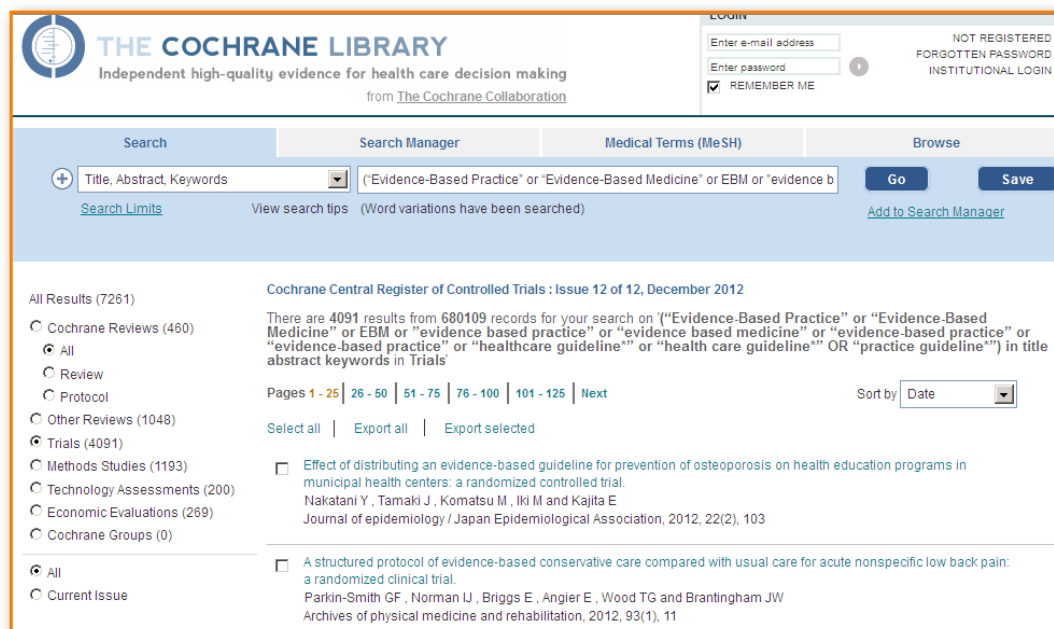 LOGIN
THE COCHRANE LIBRARY
Independent high-quality evidence for health care decision making
from The Cochrane Collaboration
Enter e-mail address
Enter password
REMEMBER ME
NOT REGISTERED
FORGOTTEN PASSWORD
INSTITUTIONAL LOGIN
Search
Search Manager
Medical Terms (MeSH)
Browse
Title, Abstract, Keywords
(“Evidence-Based Practice” or “Evidence-Based Medicine” or EBM or “evidence b
Go
Save
Search Limits
View search tips
(Word variations have been searched)
Add to Search Manager
All Results (7261)
Cochrane Reviews (460)
All
Review
Protocol
Other Reviews (1048)
Trials (4091)
Methods Studies (1193)
Technology Assessments (200)
Economic Evaluations (269)
Cochrane Groups (0)
All
Current Issue
Cochrane Central Register of Controlled Trials : Issue 12 of 12, December 2012
There are 4091 results from 680109 records for your search on '(“Evidence-Based Practice” or “Evidence-Based
Medicine” or EBM or ”evidence based practice” or “evidence based medicine” or “evidence-based practice” or
“evidence-based practice” or “healthcare guideline*” or “health care guideline*” OR “practice guideline*”) in title
abstract keywords in Trials'
Pages 1 - 25 | 26 - 50 | 51 - 75 | 76 - 100 | 101 - 125 | Next
Sort by Date
Select all | Export all | Export selected
Effect of distributing an evidence-based guideline for prevention of osteoporosis on health education programs in
municipal health centers: a randomized controlled trial.
Nakatani Y , Tamaki J , Komatsu M , Iki M and Kajita E
Journal of epidemiology / Japan Epidemiological Association, 2012, 22(2), 103
A structured protocol of evidence-based conservative care compared with usual care for acute nonspecific low back pain:
a randomized clinical trial.
Parkin-Smith GF , Norman IJ , Briggs E , Angier E , Wood TG and Brantingham JW
Archives of physical medicine and rehabilitation, 2012, 93(1), 11